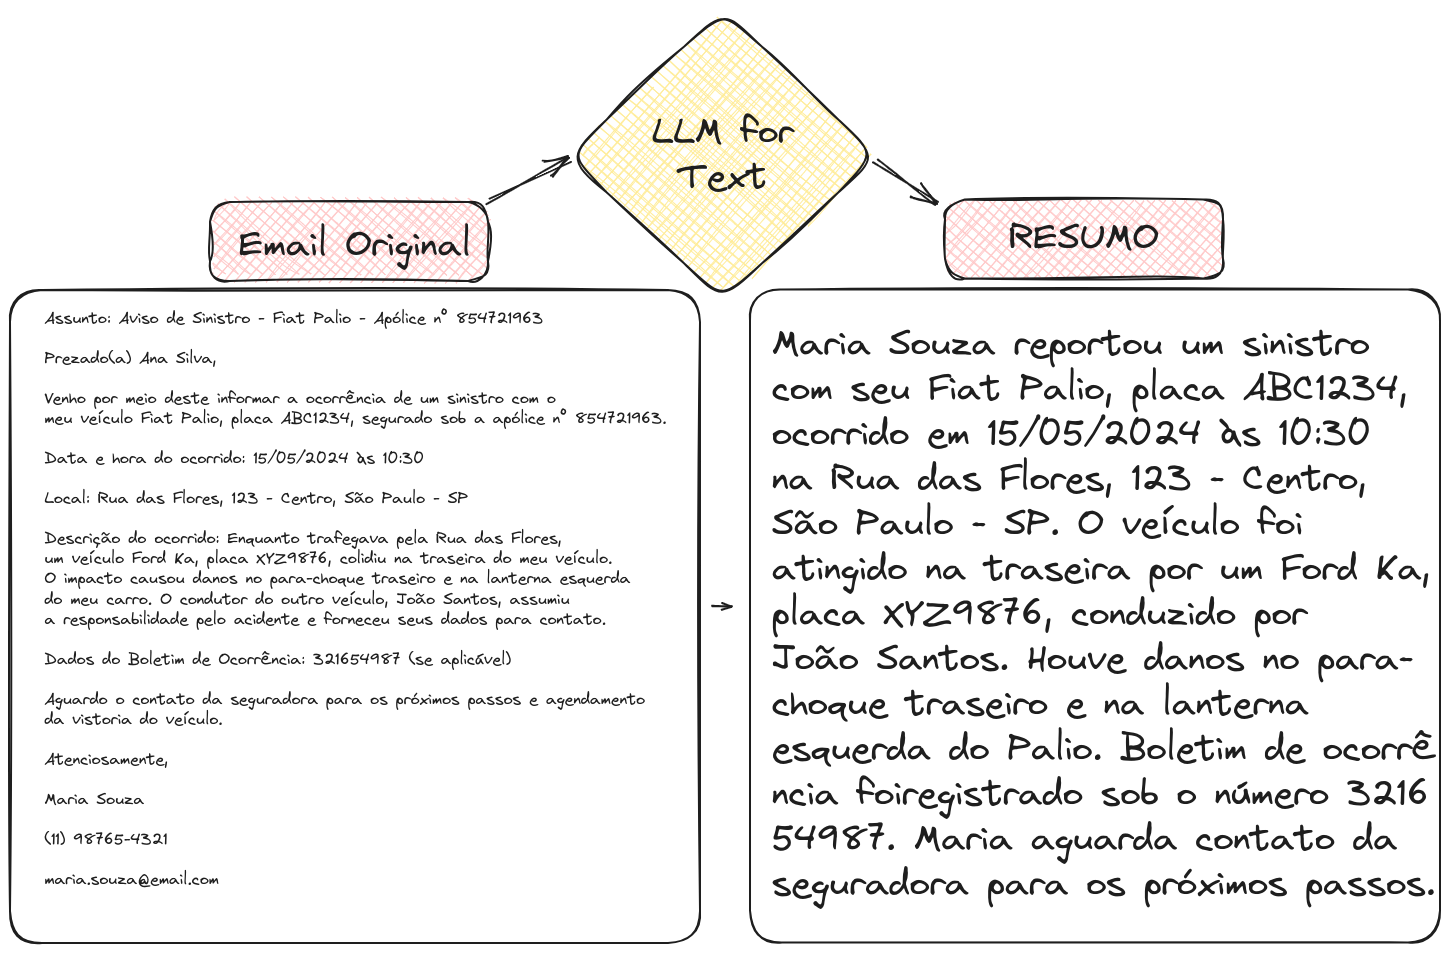 LLM for
Text
Email Original
RESUMO
Assunto: Aviso de Sinistro - Fiat Palio - Apólice n° 854721963
Prezado(a) Ana Silva,
Venho por meio deste informar a ocorrência de um sinistro com o
meu veículo Fiat Palio, placa ABC1234, segurado sob a apólice n° 854721963.
Data e hora do ocorrido: 15/05/2024 às 10:30
Local: Rua das Flores, 123 - Centro, São Paulo - SP
Descrição do ocorrido: Enquanto trafegava pela Rua das Flores,
um veículo Ford Ka, placa XYZ9876, colidiu na traseira do meu veículo.
O impacto causou danos no para-choque traseiro e na lanterna esquerda
do meu carro. O condutor do outro veículo, João Santos, assumiu
a responsabilidade pelo acidente e forneceu seus dados para contato.
Dados do Boletim de Ocorrência: 321654987 (se aplicável)
Aguardo o contato da seguradora para os próximos passos e agendamento
da vistoria do veículo.
Atenciosamente,
Maria Souza
(11) 98765-4321
maria.souza@email.com
Maria Souza reportou um sinistro
com seu Fiat Palio, placa ABC1234,
ocorrido em 15/05/2024 às 10:30
na Rua das Flores, 123 - Centro,
São Paulo - SP. O veículo foi
atingido na traseira por um Ford Ka,
placa XYZ9876, conduzido por
João Santos. Houve danos no para-
choque traseiro e na lanterna
esquerda do Palio. Boletim de ocorrê
ncia foiregistrado sob o número 3216
54987. Maria aguarda contato da
seguradora para os próximos passos.